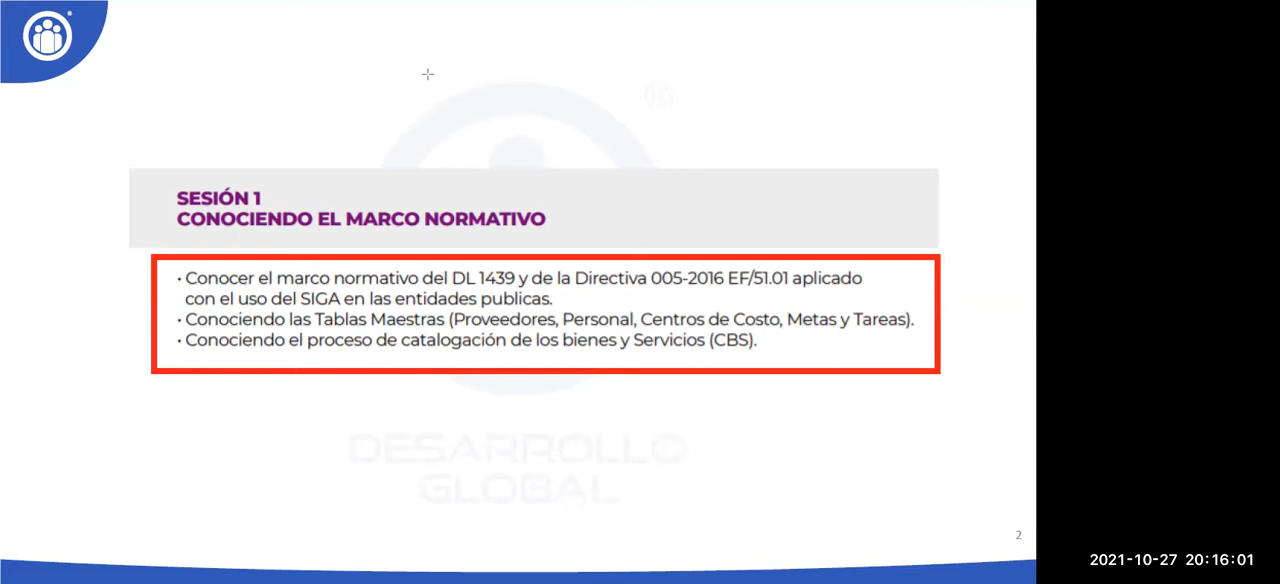 SESIÓN 1
CONOCIENDO EL MARCO NORMATIVO
• Conocer el marco normativo del DL 1439 y de la Directiva 005-2016 EF/51.01 aplicado
con el uso del SIGA en las entidades publicas.
• Conociendo las Tablas Maestras (Proveedores, Personal, Centros de Costo, Metas y Tareas).
• Conociendo el proceso de catalogación de los bienes y Servicios (CBS).
DESARROLLO
GLOBAL
2
2021-10-27 20:16:01